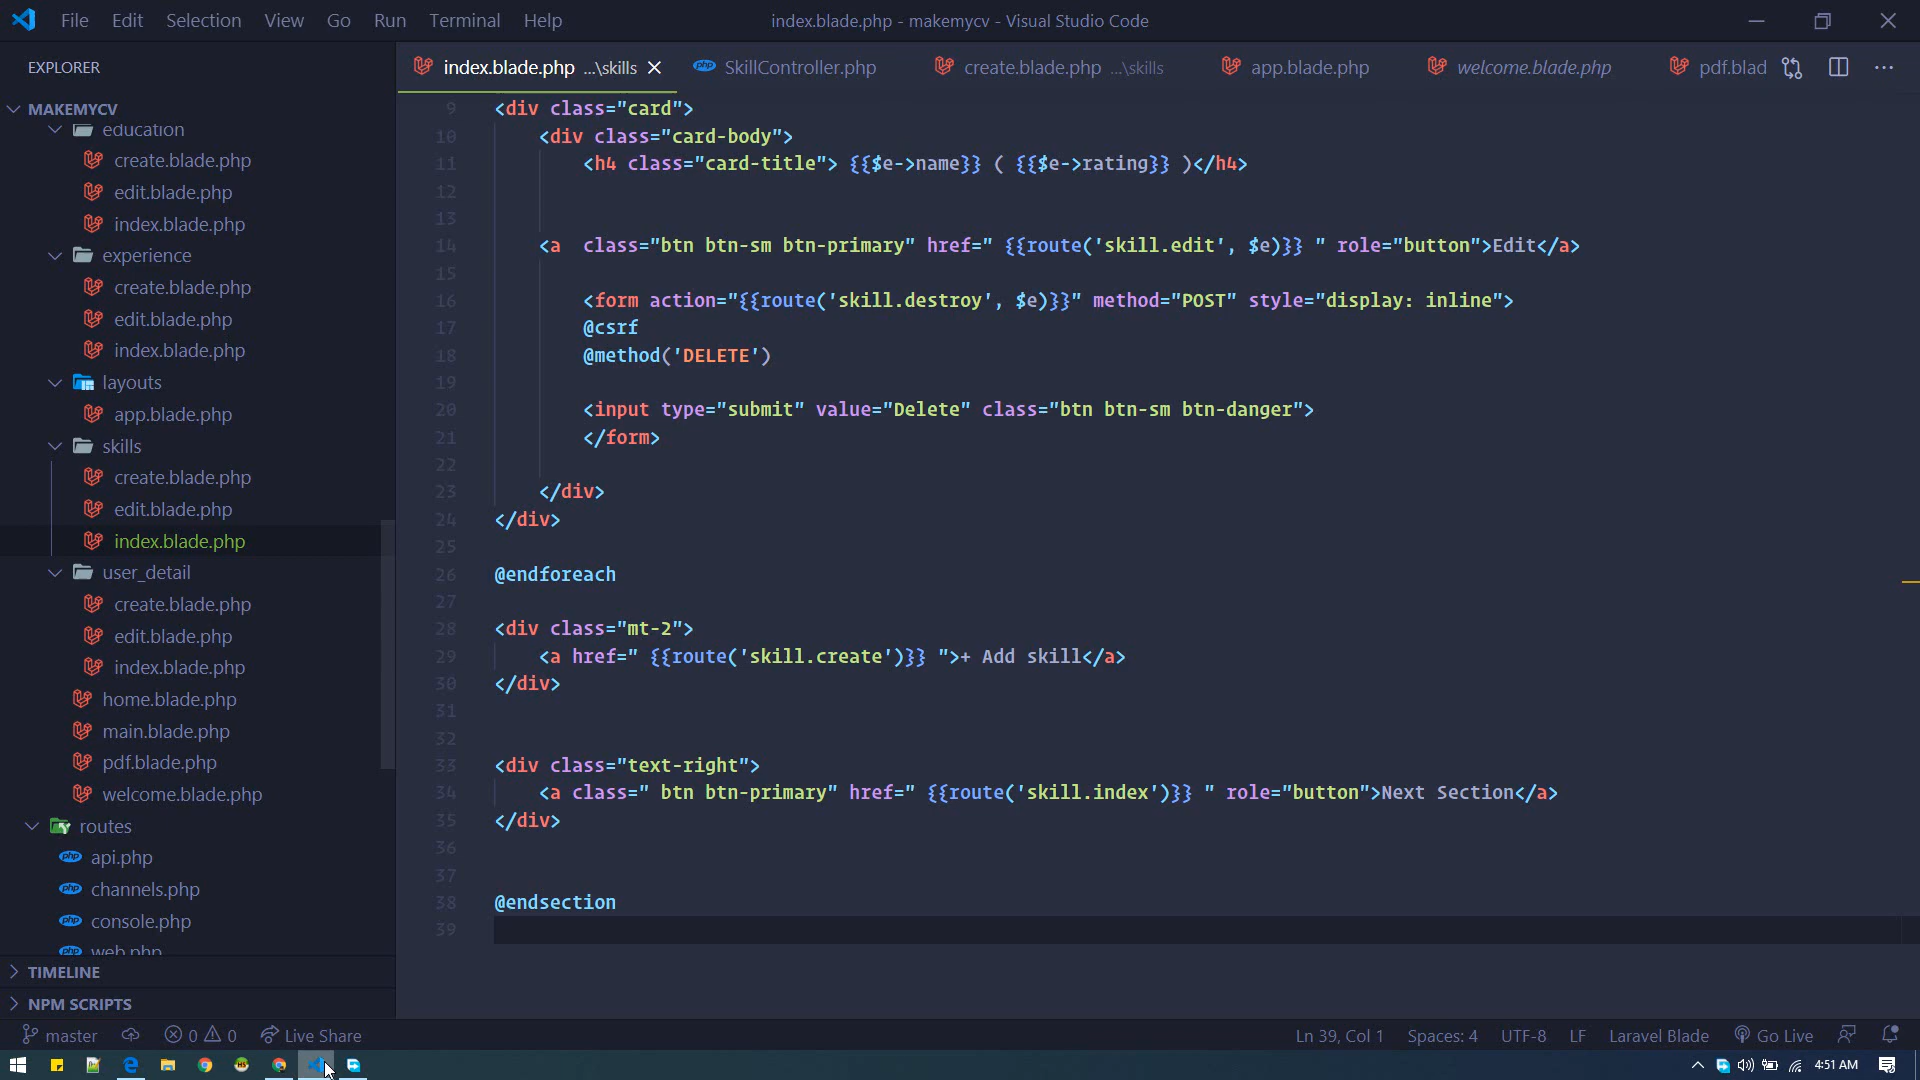 File Edit Selection View Go Run Terminal Help
index.blade.php - makemycv - Visual Studio Code
EXPLORER
MAKEMYCV
education
create.blade.php
edit.blade.php
index.blade.php
experience
create.blade.php
edit.blade.php
index.blade.php
layouts
app.blade.php
skills
create.blade.php
edit.blade.php
index.blade.php
user_detail
create.blade.php
edit.blade.php
index.blade.php
home.blade.php
main.blade.php
pdf.blade.php
welcome.blade.php
routes
php api.php
php channels.php
php console.php
php web.php
TIMELINE
NPM SCRIPTS
index.blade.php ...\skills php SkillController.php create.blade.php ...\skills app.blade.php welcome.blade.php pdf.blad
9 <div class="card">
10 <div class="card-body">
11 <h4 class="card-title"> {{$e->name}} ( {{$e->rating}} )</h4>
12
13
14 <a  class="btn btn-sm btn-primary" href=" {{route('skill.edit', $e)}} " role="button">Edit</a>
15
16 <form action="{{route('skill.destroy', $e)}}" method="POST" style="display: inline">
17 @csrf
18 @method('DELETE')
19
20 <input type="submit" value="Delete" class="btn btn-sm btn-danger">
21 </form>
22
23 </div>
24 </div>
25
26 @endforeach
27
28 <div class="mt-2">
29 <a href=" {{route('skill.create')}} ">+ Add skill</a>
30 </div>
31
32
33 <div class="text-right">
34 <a class=" btn btn-primary" href=" {{route('skill.index')}} " role="button">Next Section</a>
35 </div>
36
37
38 @endsection
39
master 0 0 Live Share
Ln 39, Col 1 Spaces: 4 UTF-8 LF Laravel Blade Go Live
4:51 AM